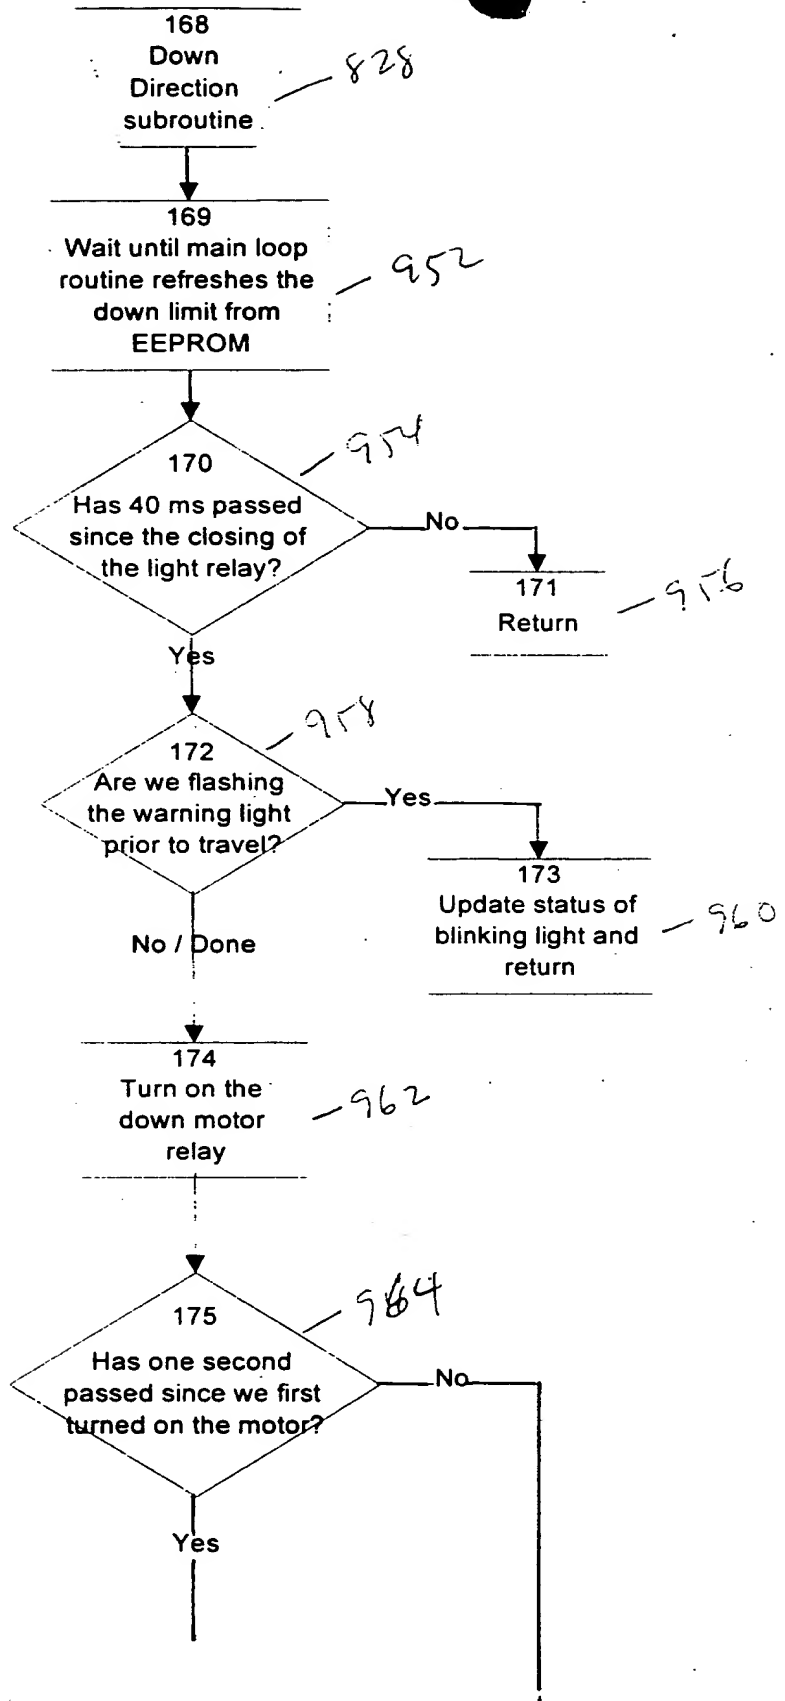 168
Down
Direction
subroutine
828
169
Wait until main loop
routine refreshes the
down limit from
EEPROM
952
170
Has 40 ms passed
since the closing of
the light relay?
954
No
171
Return
956
Yes
172
Are we flashing
the warning light
prior to travel?
958
Yes
173
Update status of
blinking light and
return
960
No / Done
174
Turn on the
down motor
relay
962
175
Has one second
passed since we first
turned on the motor?
964
No
Yes